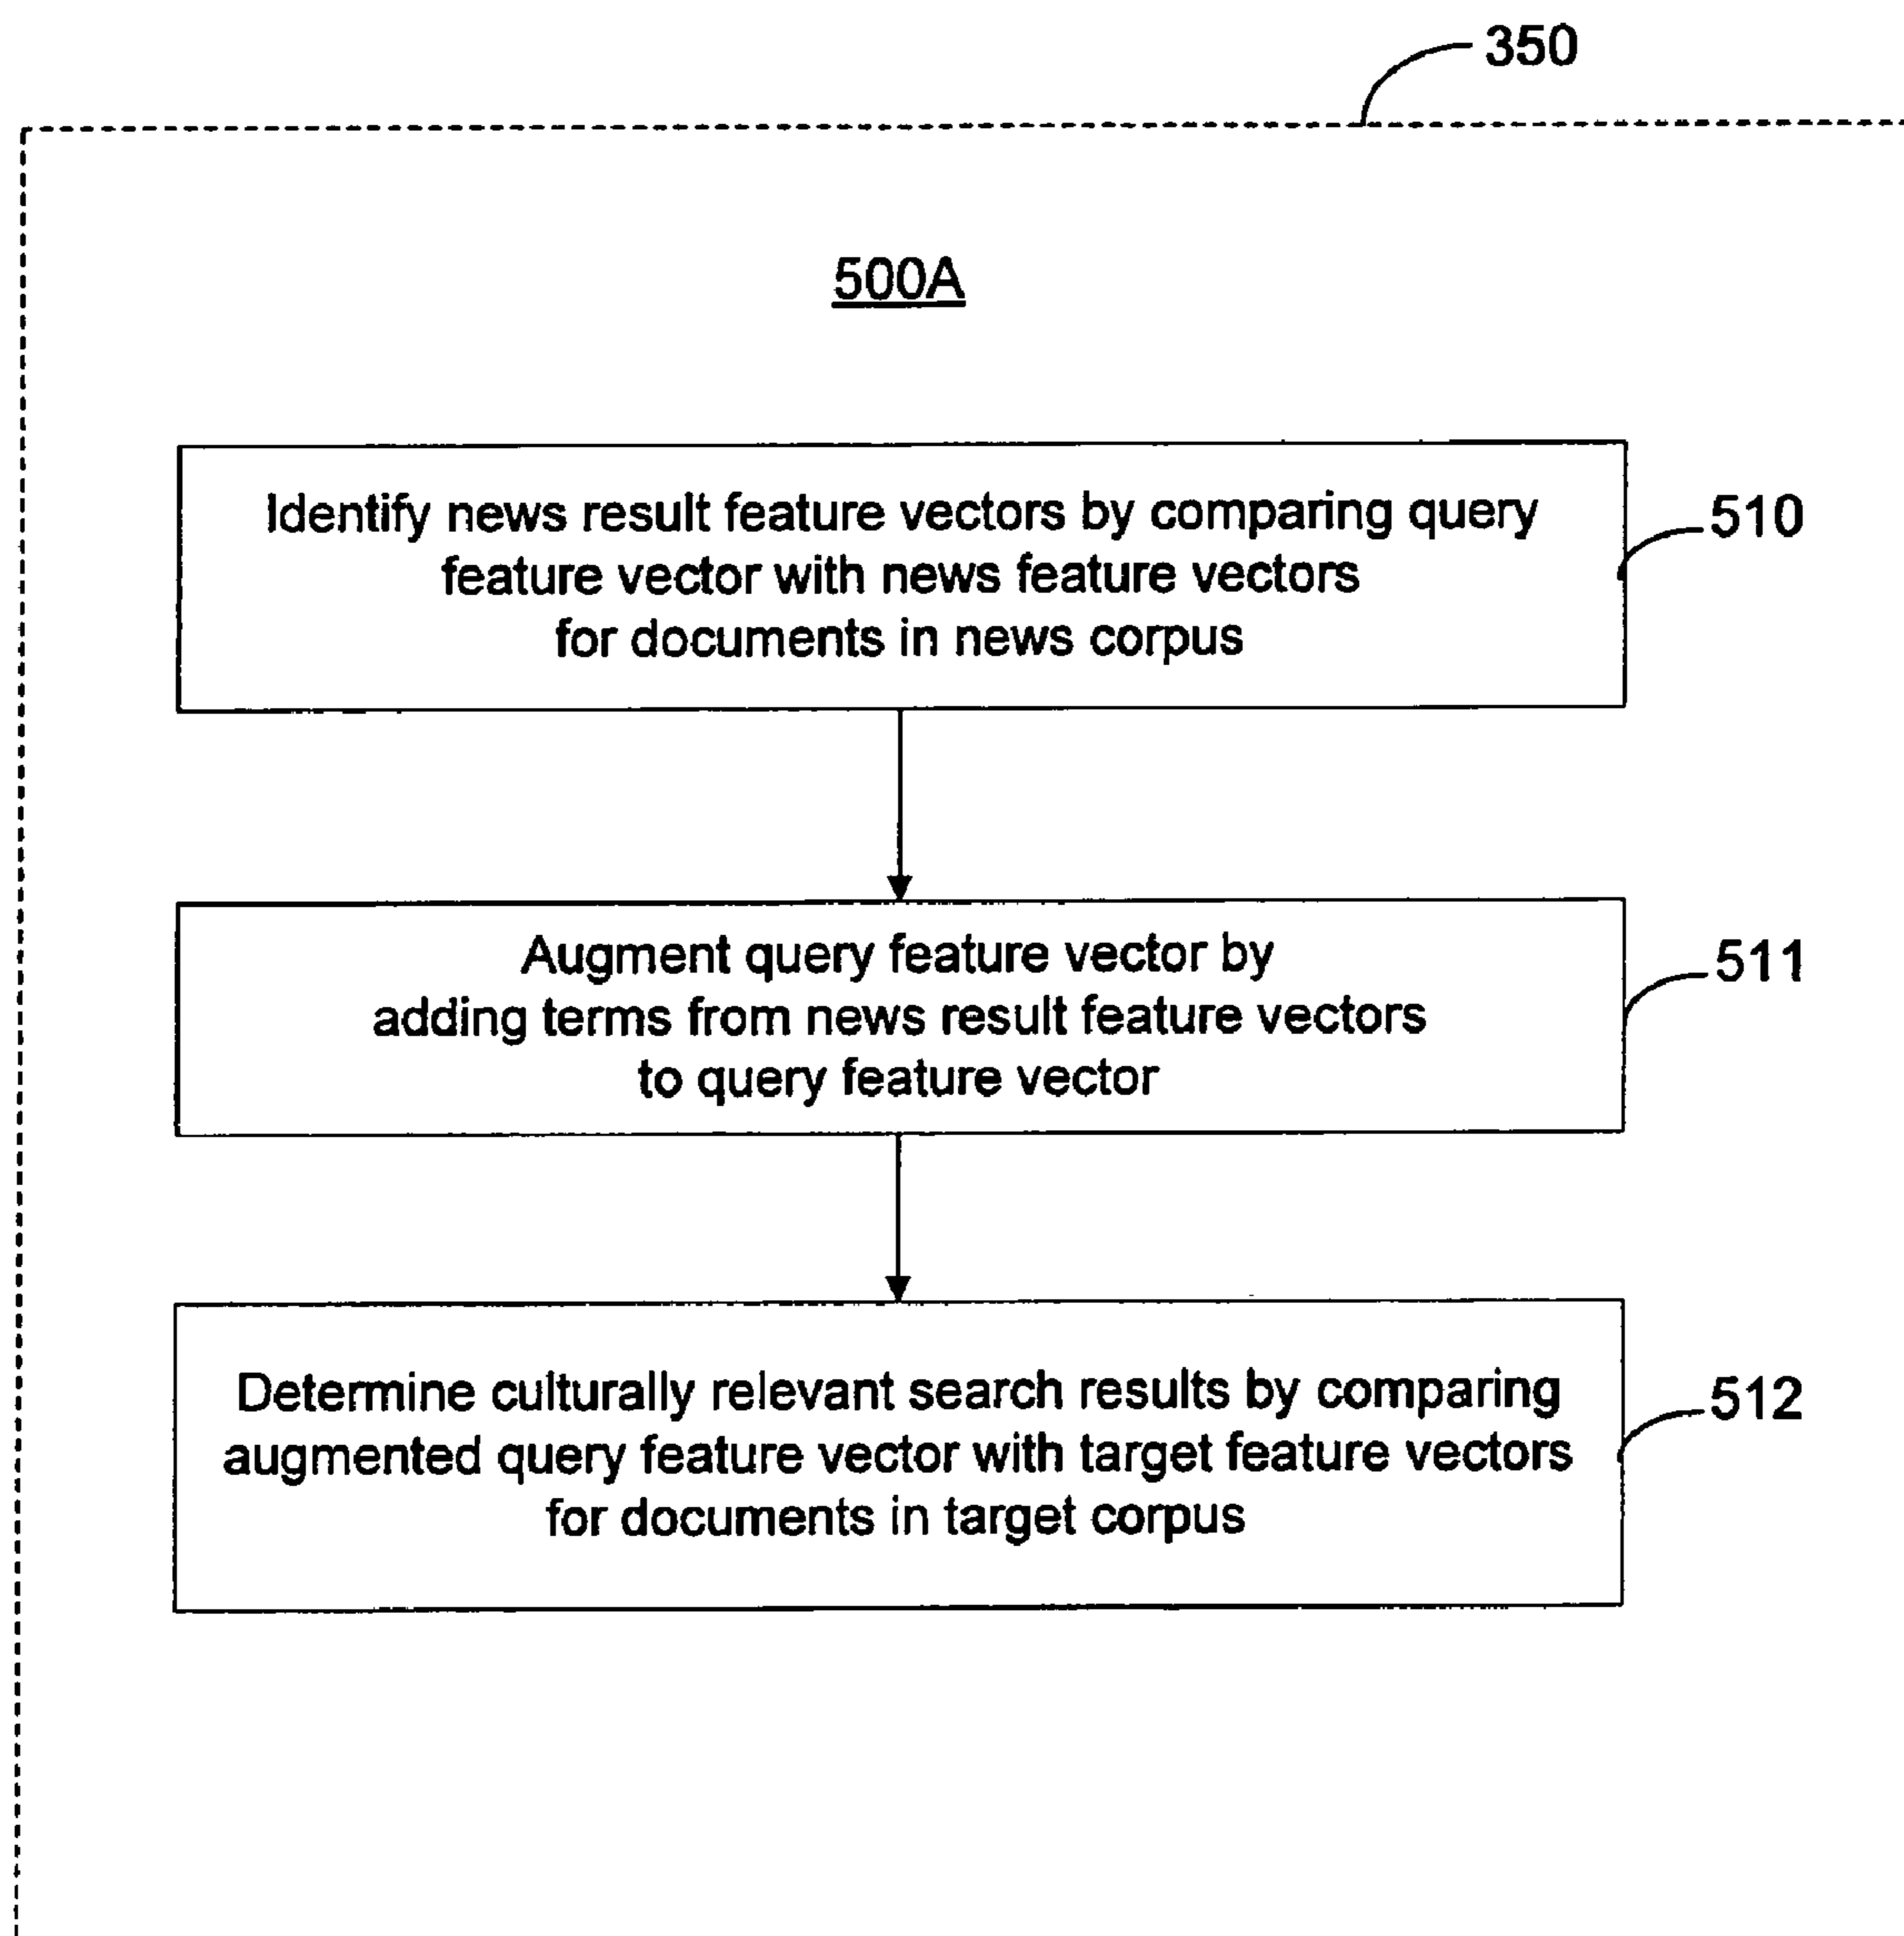 350
500A
Identify news result feature vectors by comparing query
feature vector with news feature vectors
for documents in news corpus
510
Augment query feature vector by
adding terms from news result feature vectors
to query feature vector
511
Determine culturally relevant search results by comparing
augmented query feature vector with target feature vectors
for documents in target corpus
512